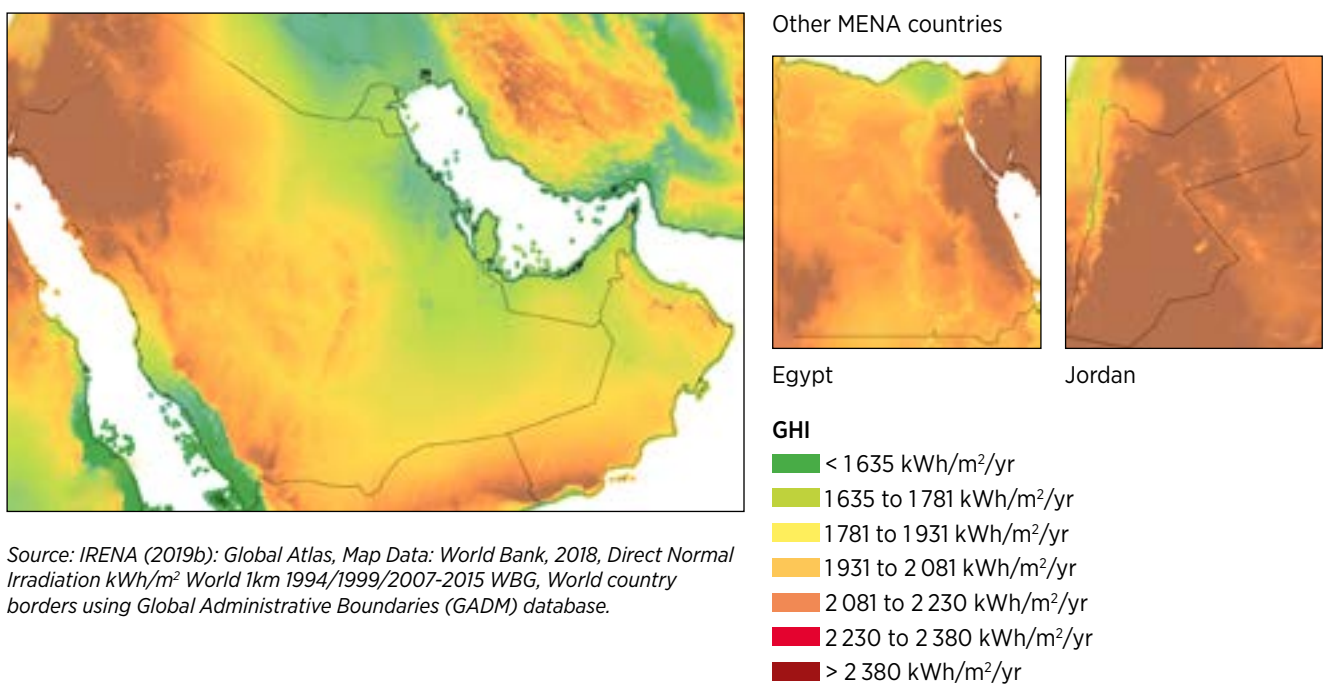 Other MENA countries
Egypt
Jordan
GHI
< 1 635 kWh/m²/yr
1 635 to 1 781 kWh/m²/yr
1 781 to 1 931 kWh/m²/yr
1 931 to 2 081 kWh/m²/yr
2 081 to 2 230 kWh/m²/yr
2 230 to 2 380 kWh/m²/yr
> 2 380 kWh/m²/yr
Source: IRENA (2019b): Global Atlas, Map Data: World Bank, 2018, Direct Normal
Irradiation kWh/m² World 1km 1994/1999/2007-2015 WBG, World country
borders using Global Administrative Boundaries (GADM) database.